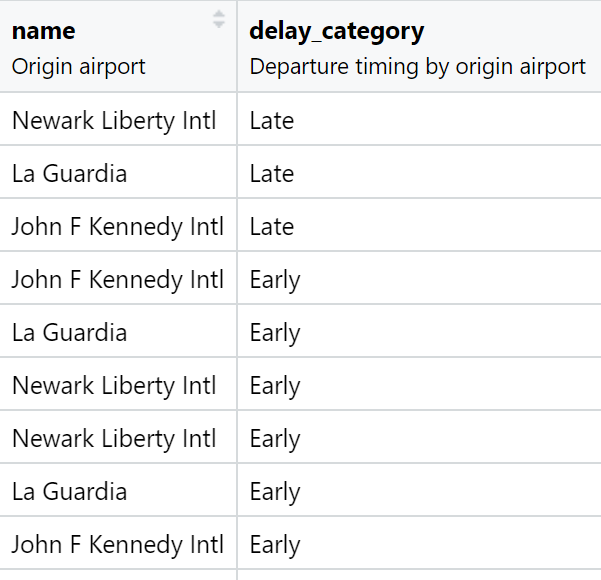 name delay_category
Origin airport Departure timing by origin airport
Newark Liberty Intl Late
La Guardia Late
John F Kennedy Intl Late
John F Kennedy Intl Early
La Guardia Early
Newark Liberty Intl Early
Newark Liberty Intl Early
La Guardia Early
John F Kennedy Intl Early